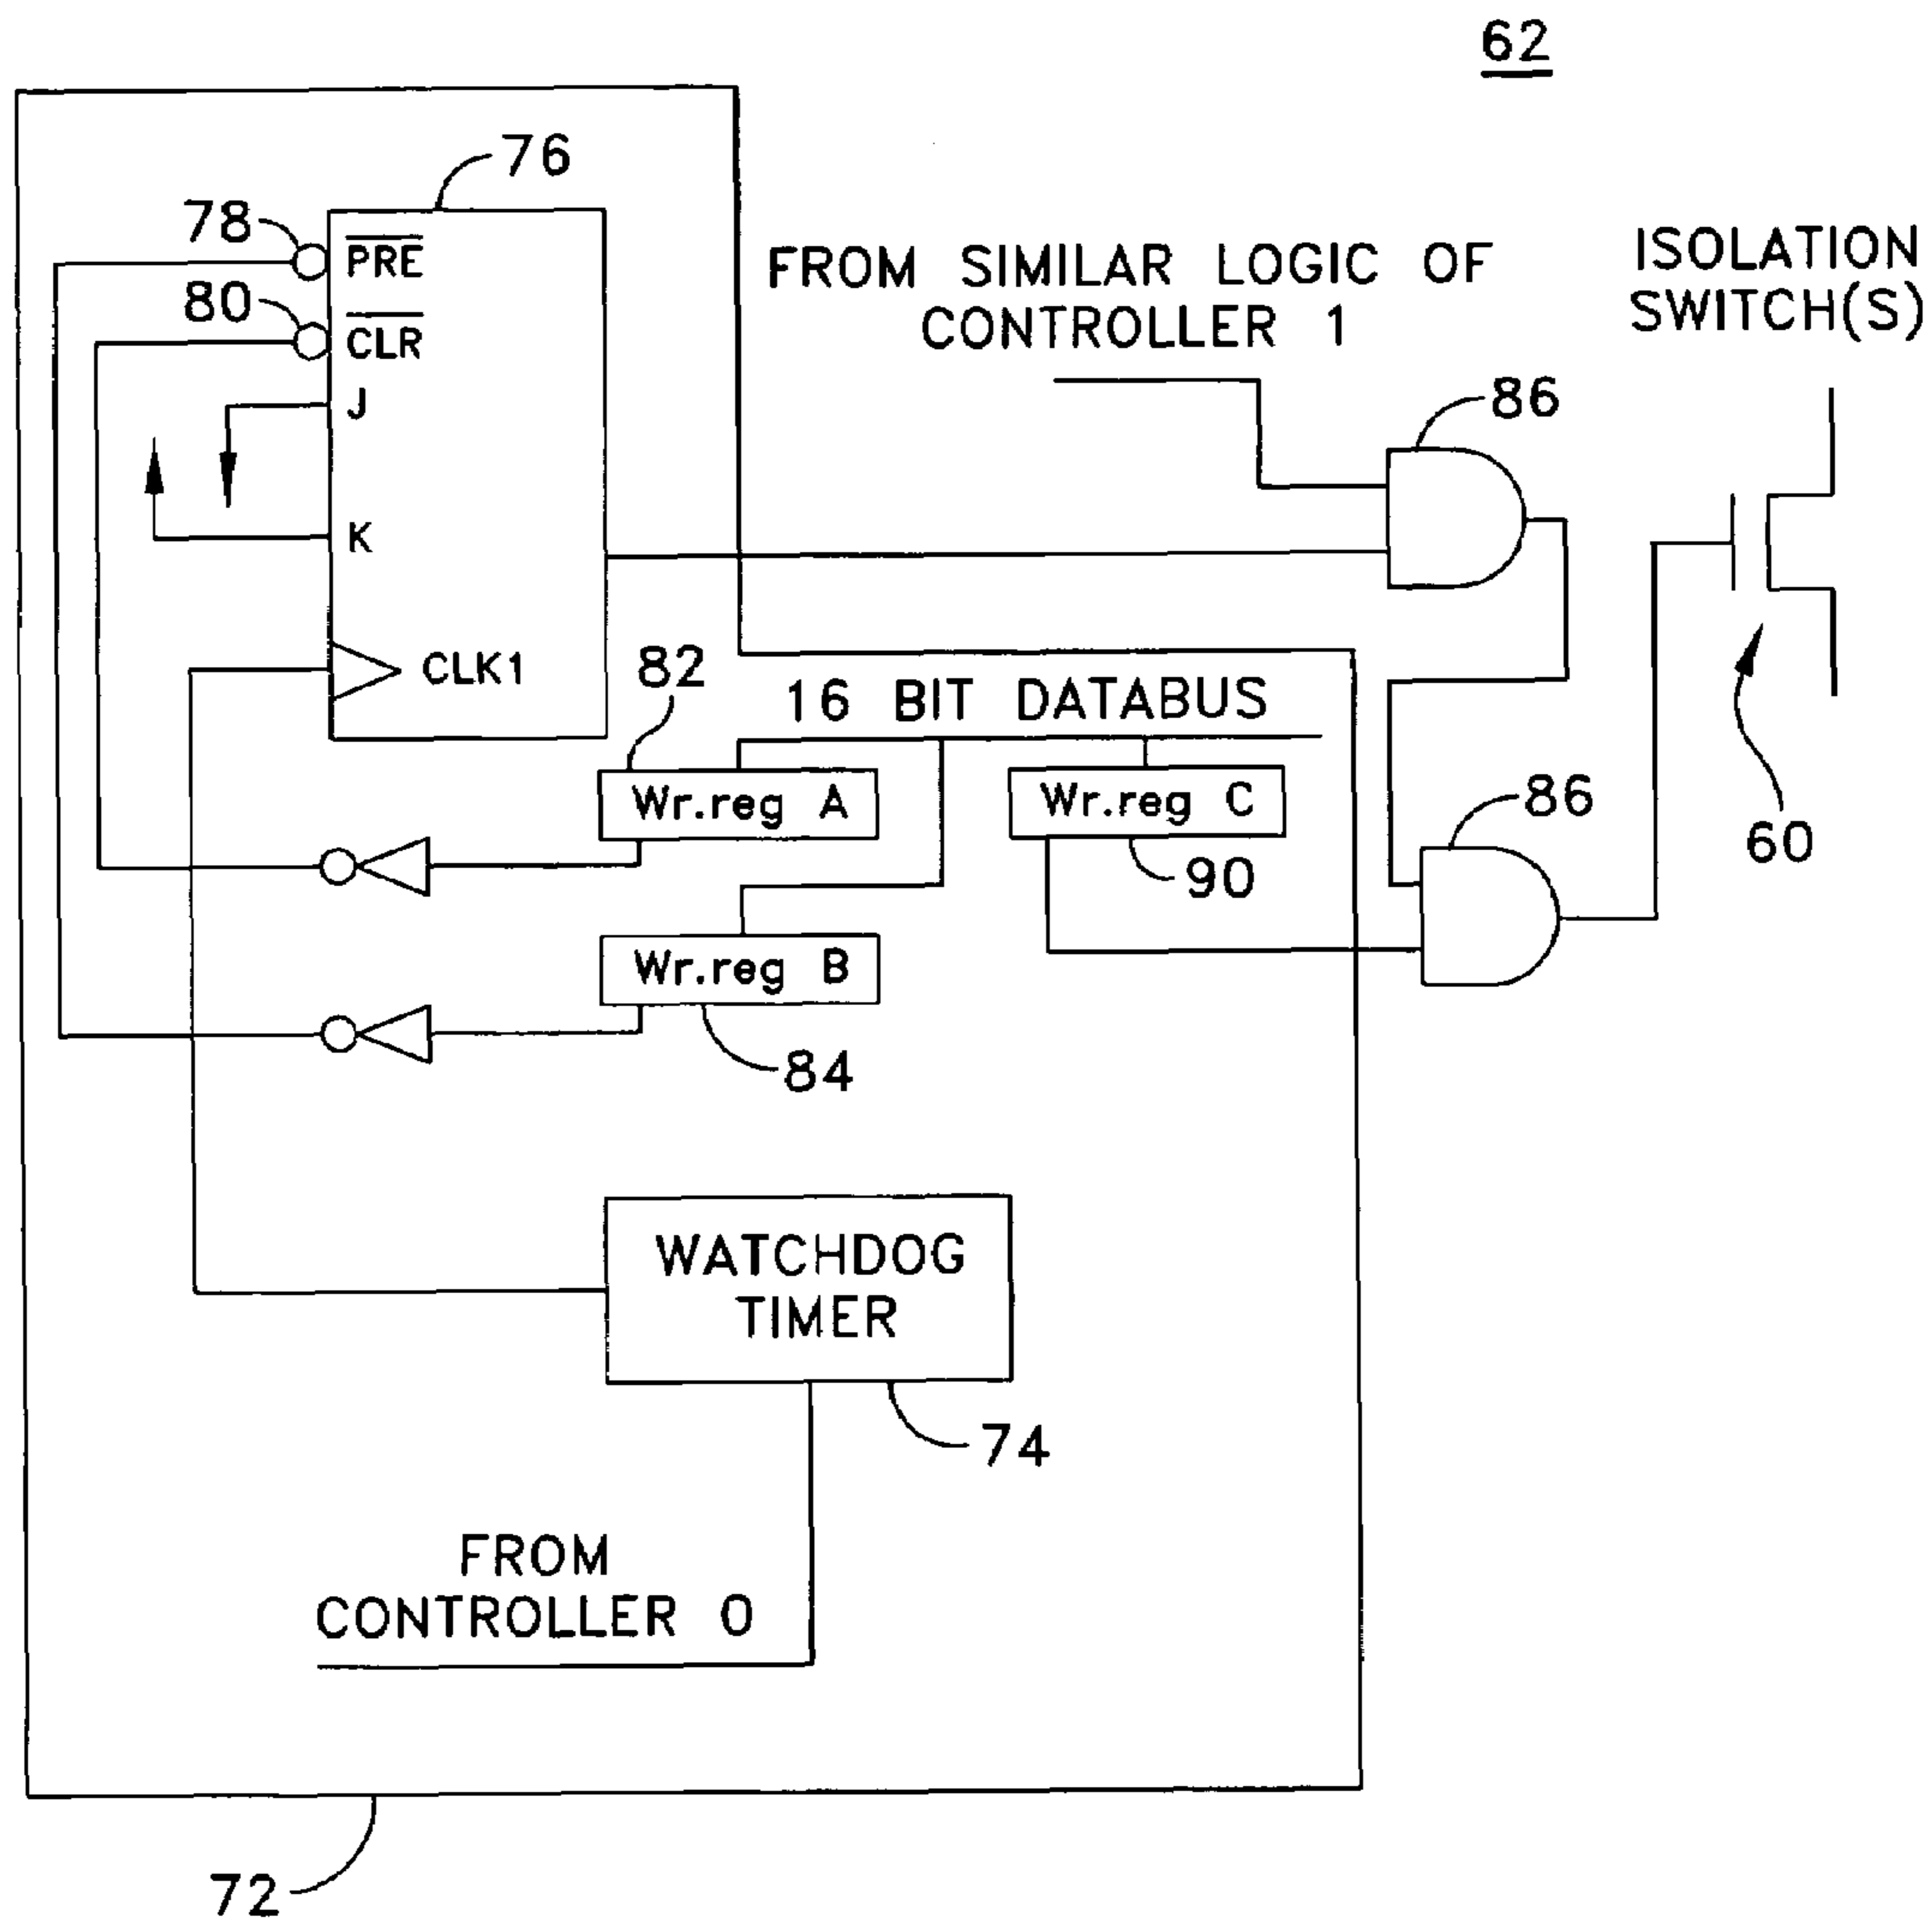 62
76
78
PRE
80
CLR
J
K
CLK1
FROM SIMILAR LOGIC OF
CONTROLLER 1
ISOLATION
SWITCH(S)
86
82
16 BIT DATABUS
Wr.reg A
Wr.reg C
90
86
60
Wr.reg B
84
WATCHDOG
TIMER
74
FROM
CONTROLLER 0
72